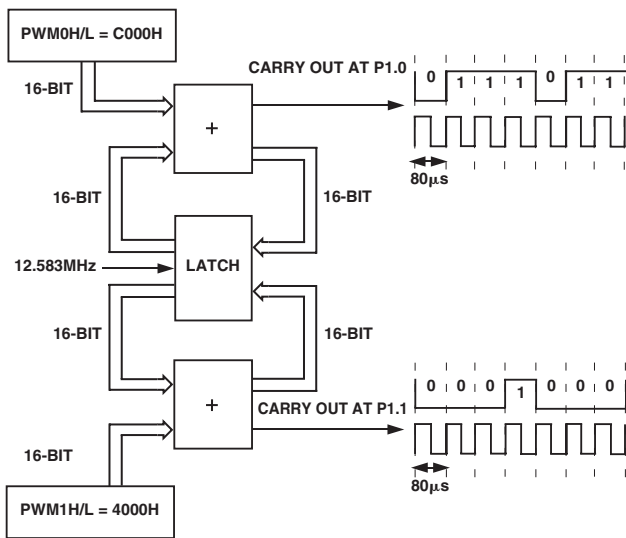 PWM0H/L = C000H
16-BIT
CARRY OUT AT P1.0
0 1 1 1 0 1 1
+
80μs
16-BIT
16-BIT
12.583MHz
LATCH
16-BIT
16-BIT
+
CARRY OUT AT P1.1
0 0 0 1 0 0 0
16-BIT
80μs
PWM1H/L = 4000H